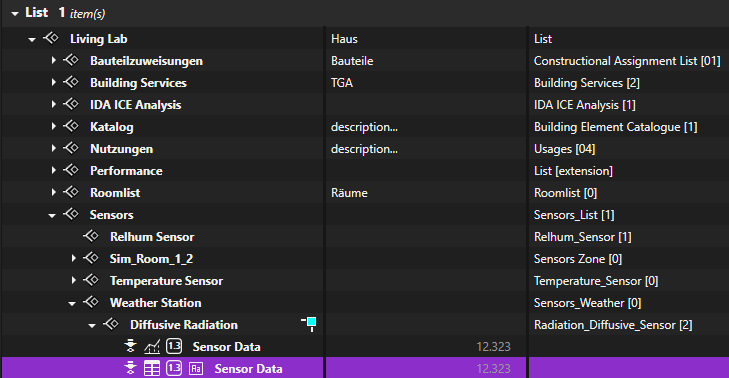 List 1 item(s)
Living Lab Haus List
Bauteilzuweisungen Bauteile Constructional Assignment List [01]
Building Services TGA Building Services [2]
IDA ICE Analysis IDA ICE Analysis [1]
Katalog description... Building Element Catalogue [1]
Nutzungen description... Usages [04]
Performance List [extension]
Roomlist Räume Roomlist [0]
Sensors Sensors_List [1]
Relhum Sensor Relhum_Sensor [1]
Sim_Room_1_2 Sensors Zone [0]
Temperature Sensor Temperature_Sensor [0]
Weather Station Sensors_Weather [0]
Diffusive Radiation Radiation_Diffusive_Sensor [2]
1.3 Sensor Data 12.323
1.3 Aa Sensor Data 12.323